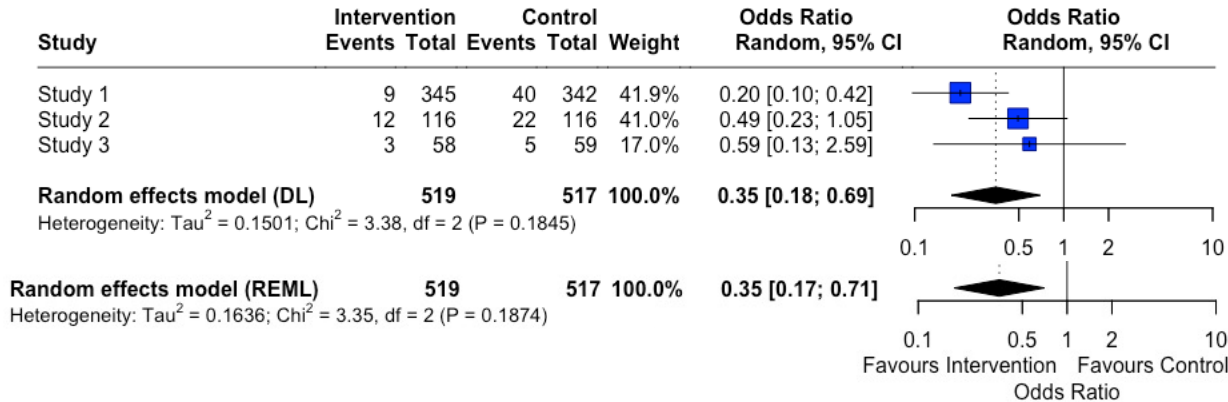 Intervention Control Odds Ratio Odds Ratio
Study Events Total Events Total Weight Random, 95% CI Random, 95% CI
Study 1 9 345 40 342 41.9% 0.20 [0.10; 0.42]
Study 2 12 116 22 116 41.0% 0.49 [0.23; 1.05]
Study 3 3 58 5 59 17.0% 0.59 [0.13; 2.59]
Random effects model (DL) 519 517 100.0% 0.35 [0.18; 0.69]
Heterogeneity: Tau² = 0.1501; Chi² = 3.38, df = 2 (P = 0.1845)
0.1 0.5 1 2 10
Random effects model (REML) 519 517 100.0% 0.35 [0.17; 0.71]
Heterogeneity: Tau² = 0.1636; Chi² = 3.35, df = 2 (P = 0.1874)
0.1 0.5 1 2 10
Favours Intervention Favours Control
Odds Ratio